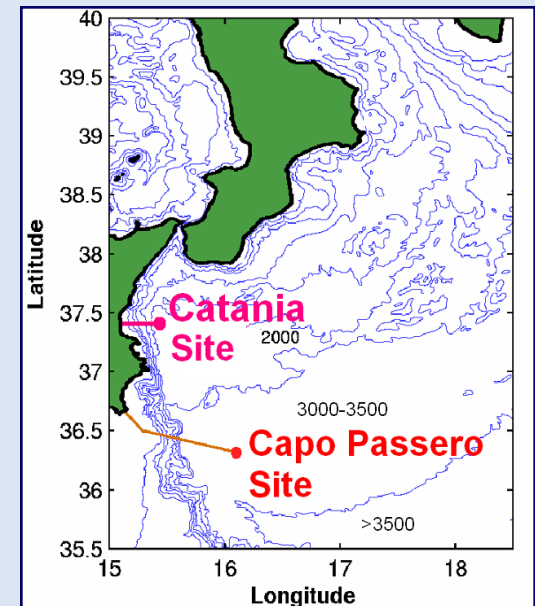 40
39.5
39
38.5
38
37.5
37
36.5
36
35.5
Latitude
Catania
Site
2000
3000-3500
Capo Passero
Site
>3500
15
16
17
18
Longitude